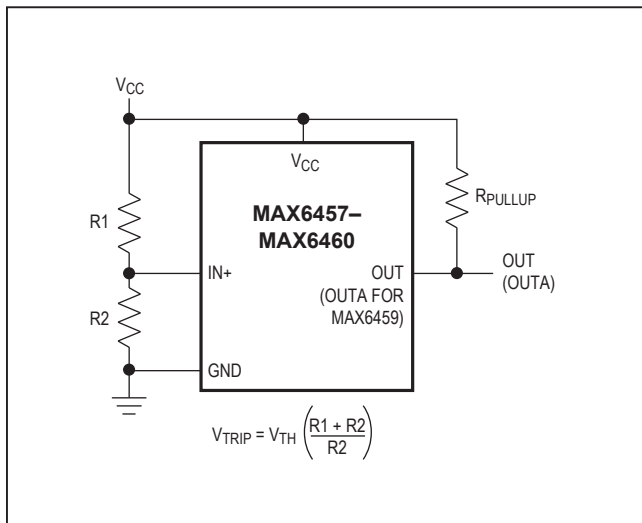 VCC
VCC
MAX6457–
MAX6460
R1
RPULLUP
IN+
OUT
OUT
(OUTA)
(OUTA FOR
MAX6459)
R2
GND
VTRIP = VTH (R1 + R2 / R2)